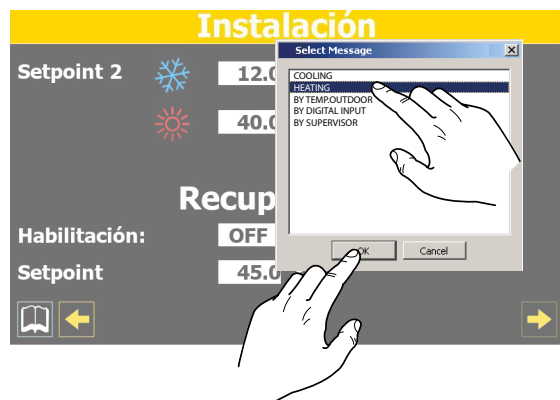 Instalación
Select Message
Setpoint 2
12.0
COOLING
HEATING
BY TEMP.OUTDOOR
BY DIGITAL INPUT
BY SUPERVISOR
40.0
Recup
Habilitación:
OFF
OK
Cancel
Setpoint
45.0